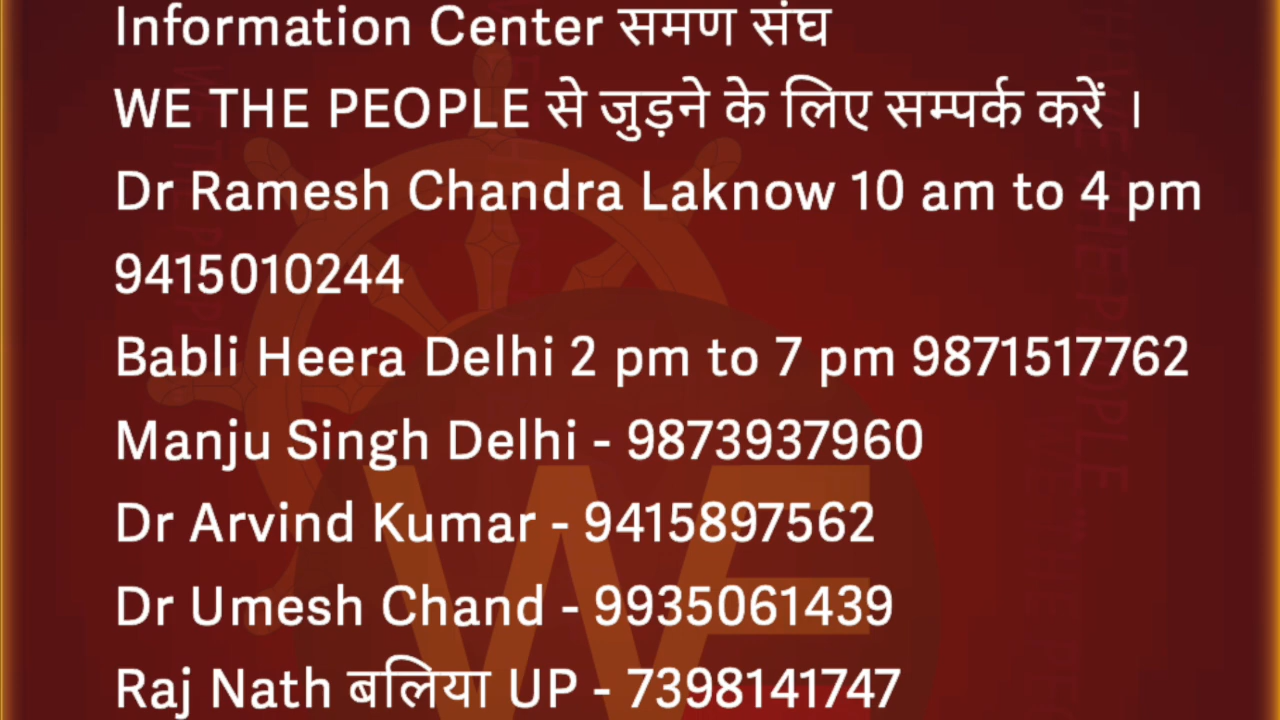 Information Center समण संघ
WE THE PEOPLE से जुड़ने के लिए सम्पर्क करें ।
Dr Ramesh Chandra Laknow 10 am to 4 pm
9415010244
Babli Heera Delhi 2 pm to 7 pm 9871517762
Manju Singh Delhi - 9873937960
Dr Arvind Kumar - 9415897562
Dr Umesh Chand - 9935061439
Raj Nath बलिया UP - 7398141747
WE